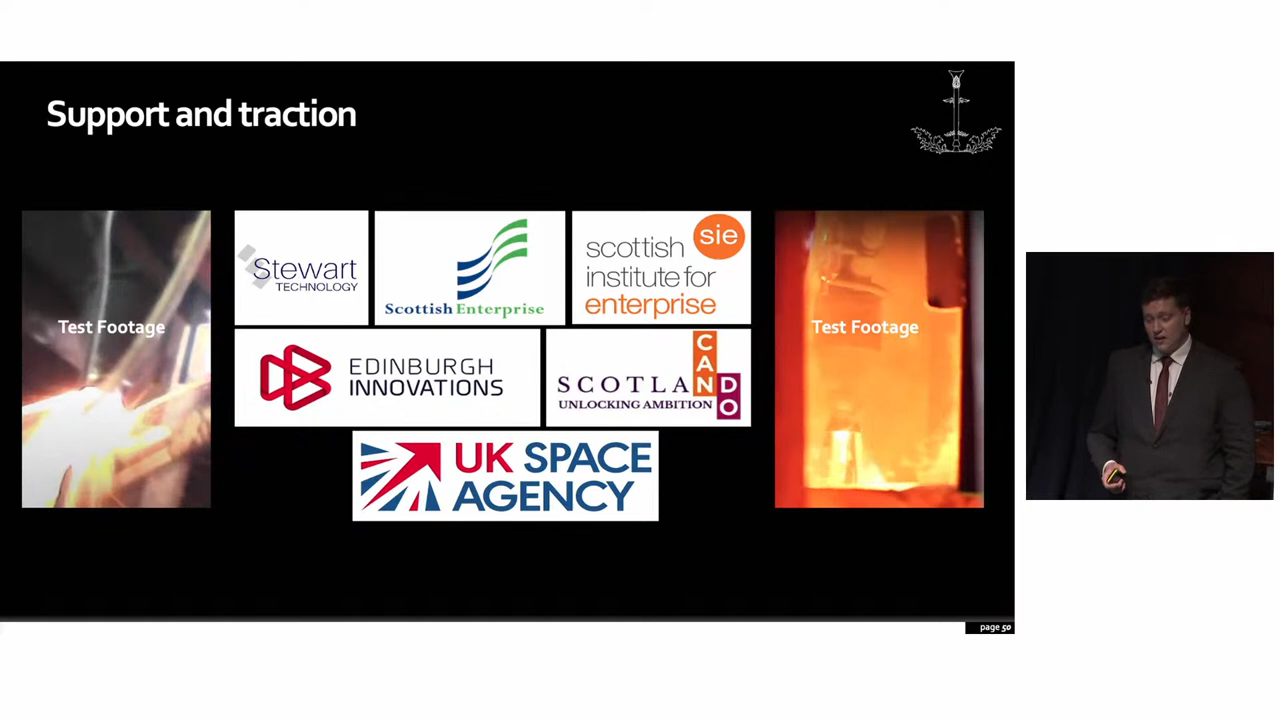 Support and traction
Stewart
TECHNOLOGY
Scottish Enterprise
sie
scottish
institute for
enterprise
Test Footage
Test Footage
EDINBURGH
INNOVATIONS
CAN
SCOTLA
DO
UNLOCKING AMBITION
UK SPACE
AGENCY
page 50